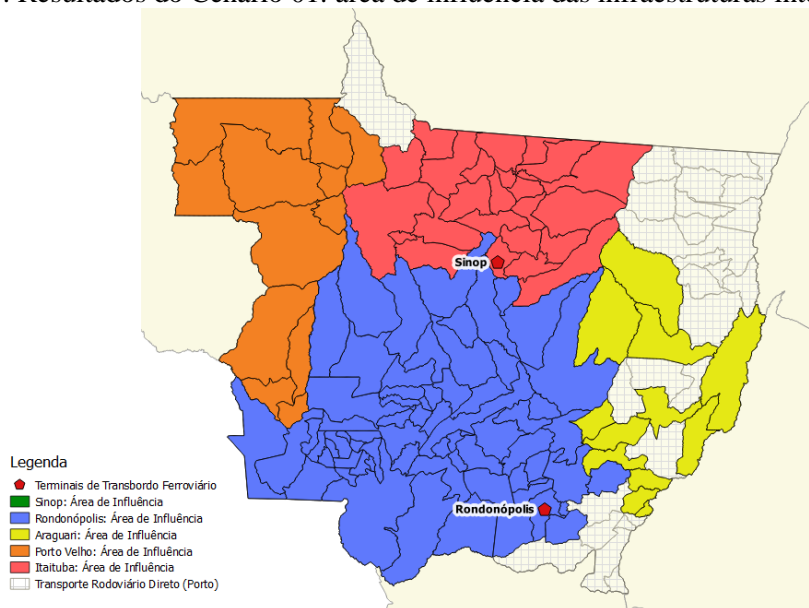 . Resultados do Cenário 01: área de influência das infraestruturas
Sinop
Rondonópolis
Legenda
Terminais de Transbordo Ferroviário
Sinop: Área de Influência
Rondonópolis: Área de Influência
Araguari: Área de Influência
Porto Velho: Área de Influência
Itaituba: Área de Influência
Transporte Rodoviário Direto (Porto)